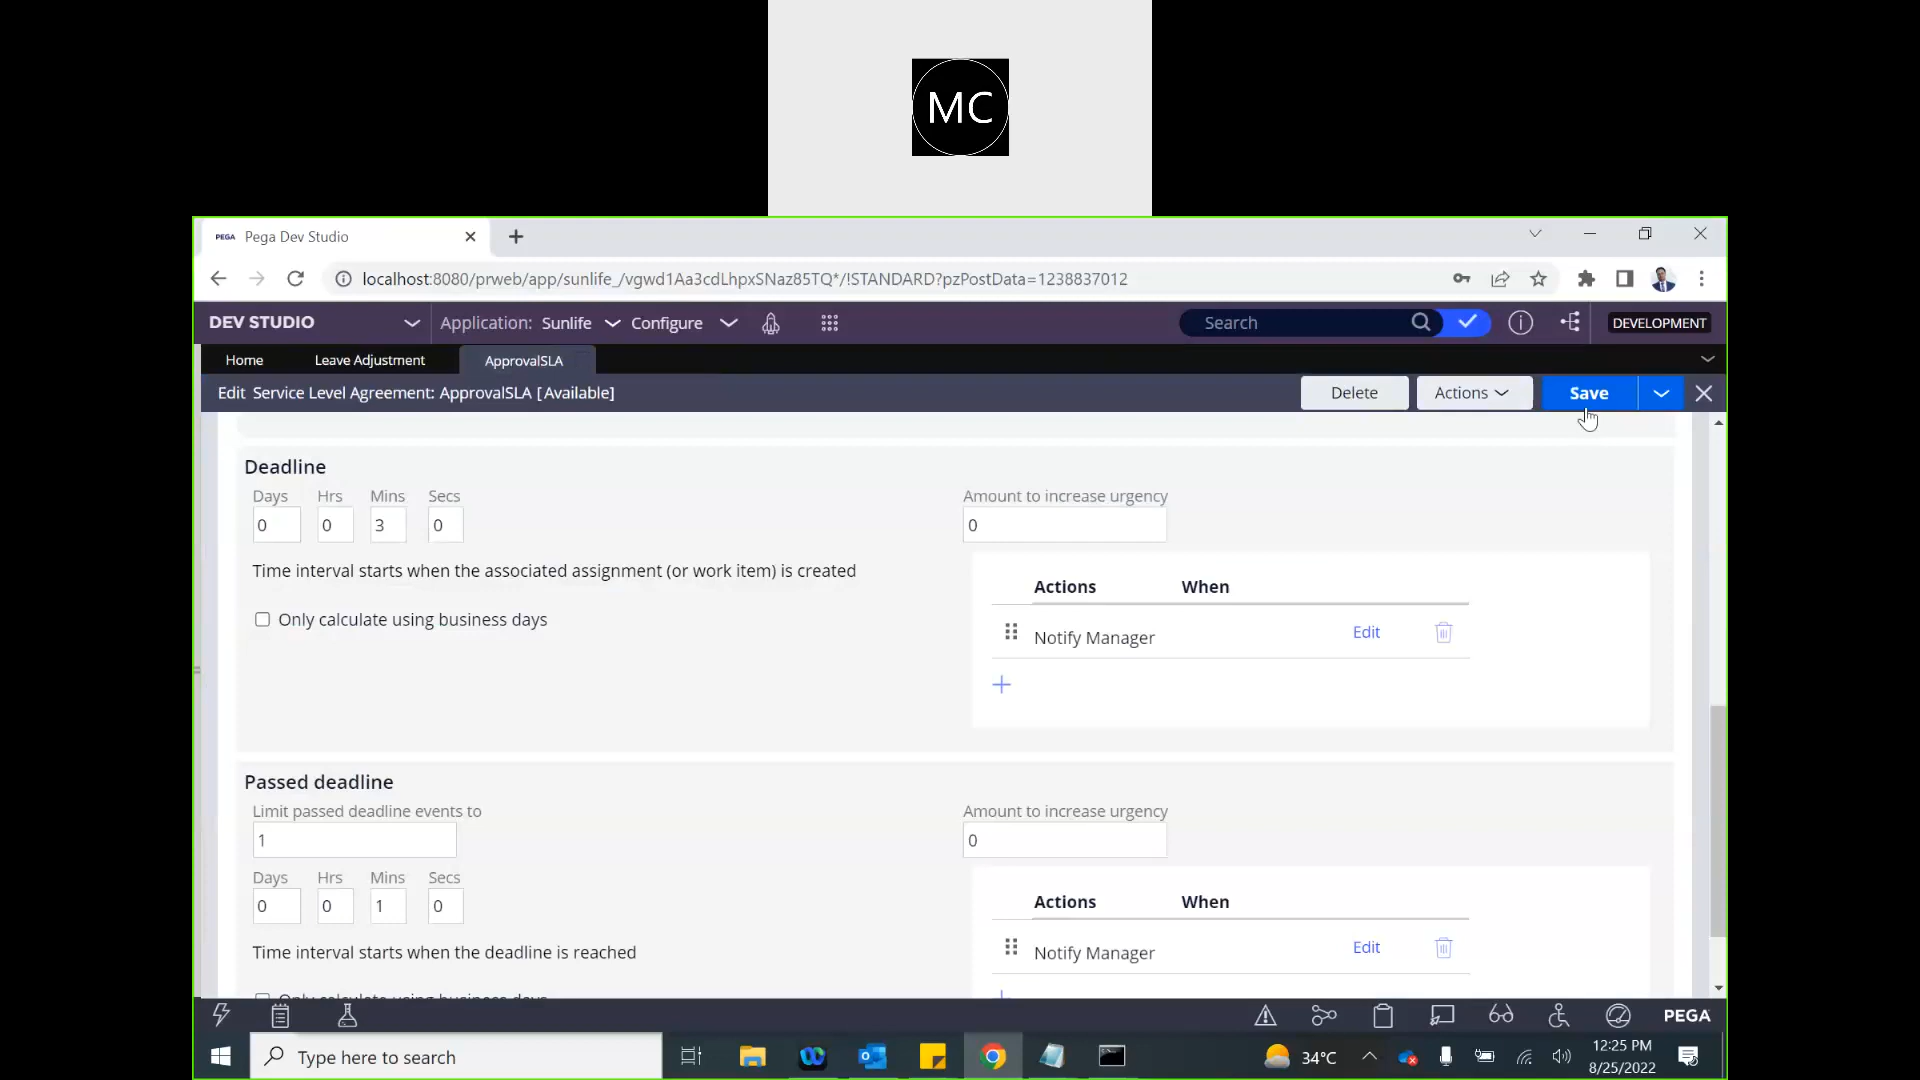 MC
PEGA Pega Dev Studio
localhost:8080/prweb/app/sunlife_/vgwd1Aa3cdLhpxSNaz85TQ*/!STANDARD?pzPostData=1238837012
DEV STUDIO Application: Sunlife Configure Search DEVELOPMENT
Home Leave Adjustment ApprovalSLA
Edit Service Level Agreement: ApprovalSLA [Available] Delete Actions Save
Deadline
Days Hrs Mins Secs Amount to increase urgency
0 0 3 0 0
Time interval starts when the associated assignment (or work item) is created
Actions When
Only calculate using business days
Notify Manager Edit
Passed deadline
Limit passed deadline events to Amount to increase urgency
1 0
Days Hrs Mins Secs
0 0 1 0
Actions When
Time interval starts when the deadline is reached
Notify Manager Edit
Only calculate using business days
PEGA
Type here to search 34°C 12:25 PM
8/25/2022